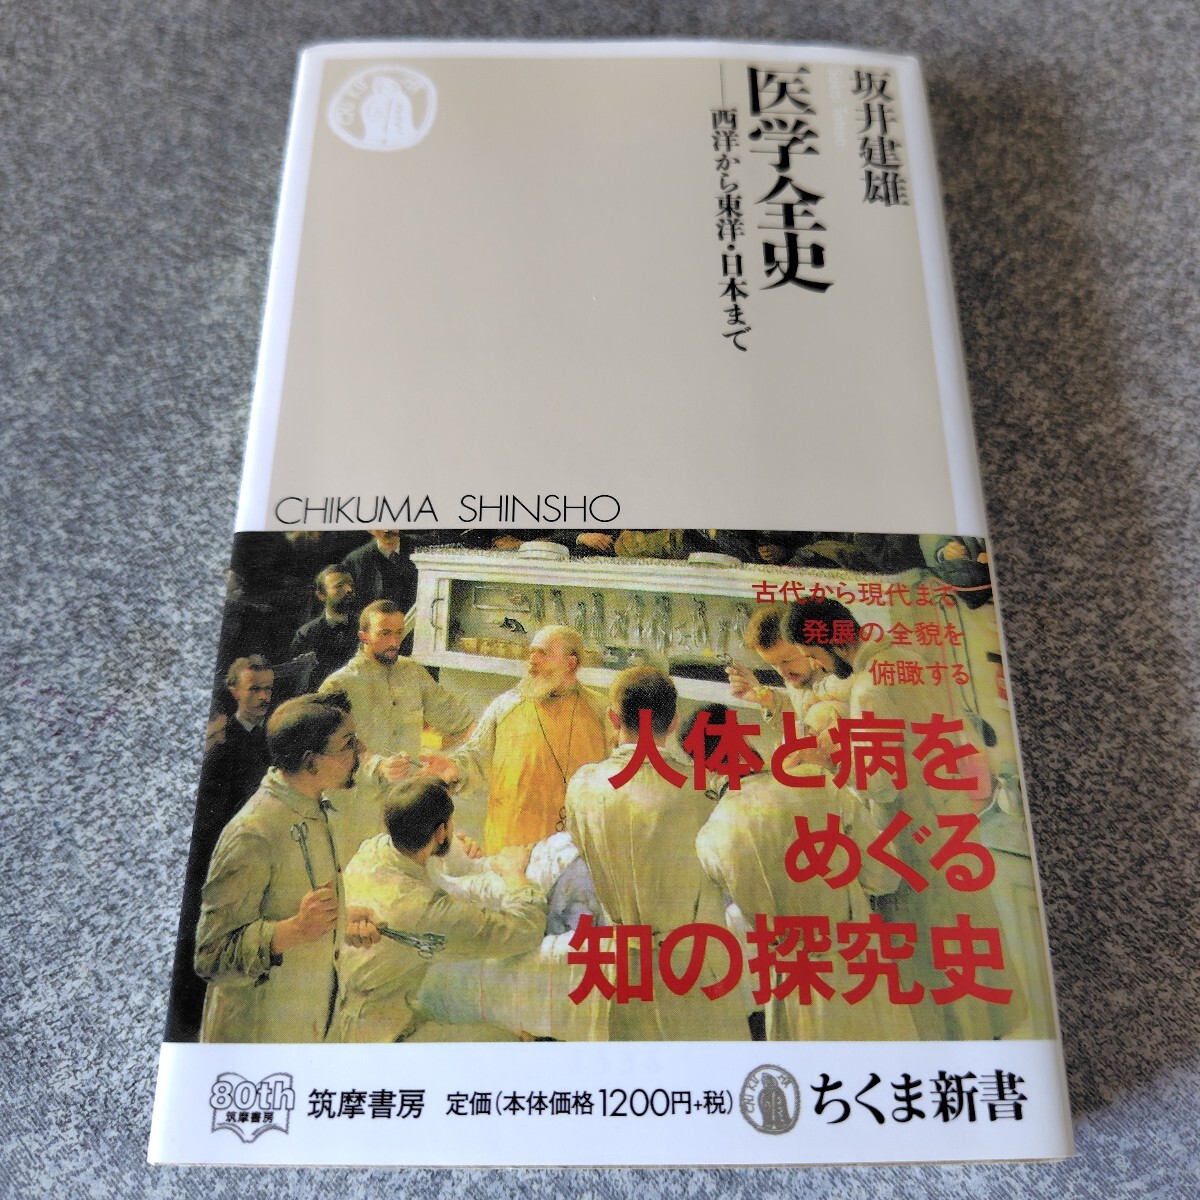 坂井建雄
医学全史
――西洋から東洋・日本まで
CHIKUMA SHINSHO
古代から現代まで
発展の全貌を
俯瞰する
人体と病を
めぐる
知の探究史
80th
筑摩書房
筑摩書房
定価(本体価格1200円+税)
ちくま新書